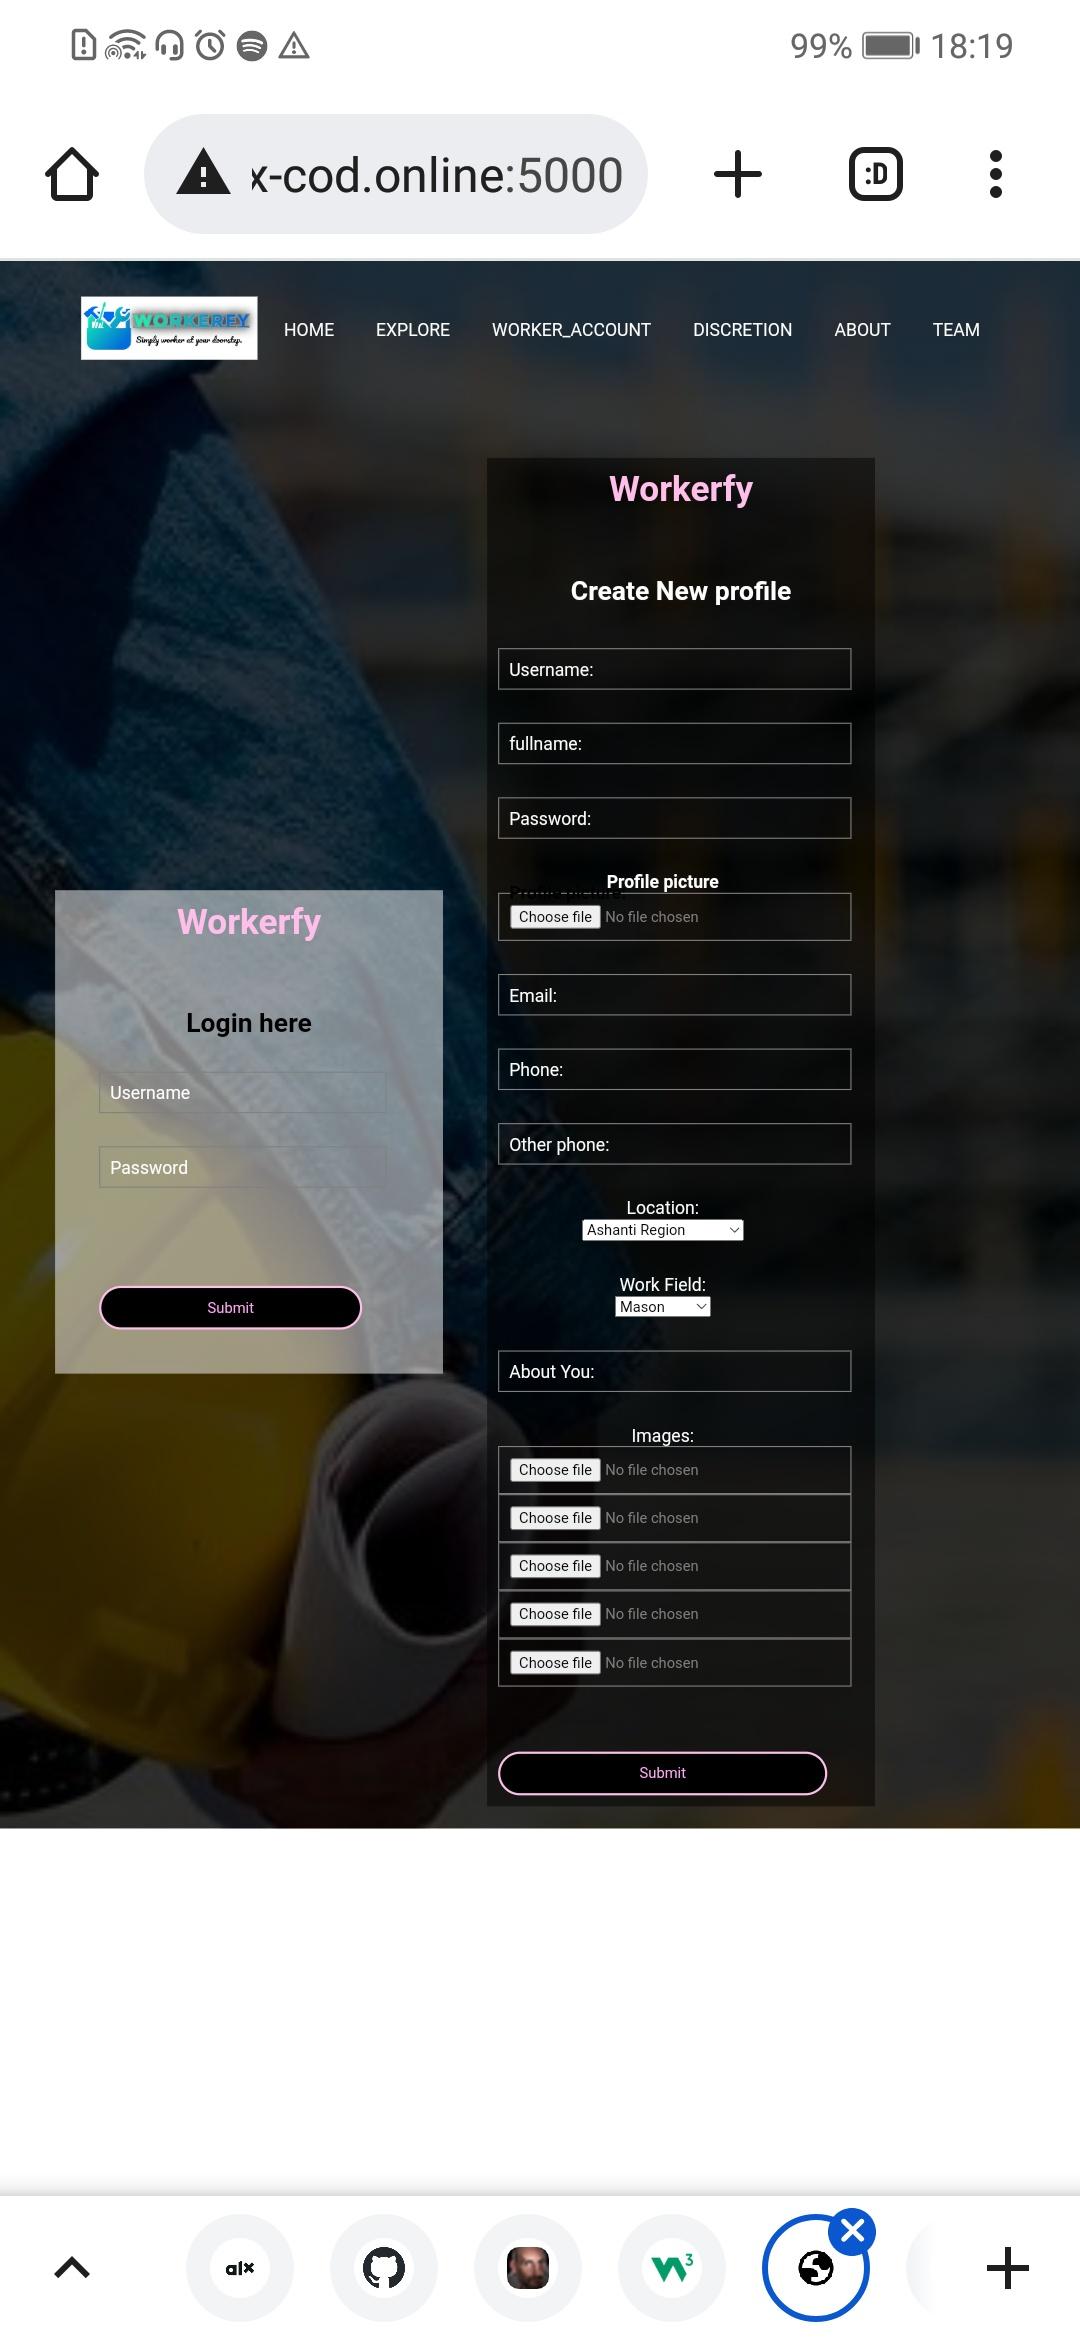 99% 18:19
x-cod.online:5000
:D
WORKEREY
Simply worker at your doorstep.
HOME EXPLORE WORKER_ACCOUNT DISCRETION ABOUT TEAM
Workerfy
Create New profile
Username:
fullname:
Password:
Profile picture
Profile picture:
Choose file No file chosen
Email:
Phone:
Other phone:
Location:
Ashanti Region
Work Field:
Mason
About You:
Images:
Choose file No file chosen
Choose file No file chosen
Choose file No file chosen
Choose file No file chosen
Choose file No file chosen
Submit
Workerfy
Login here
Username
Password
Submit
alx
W3